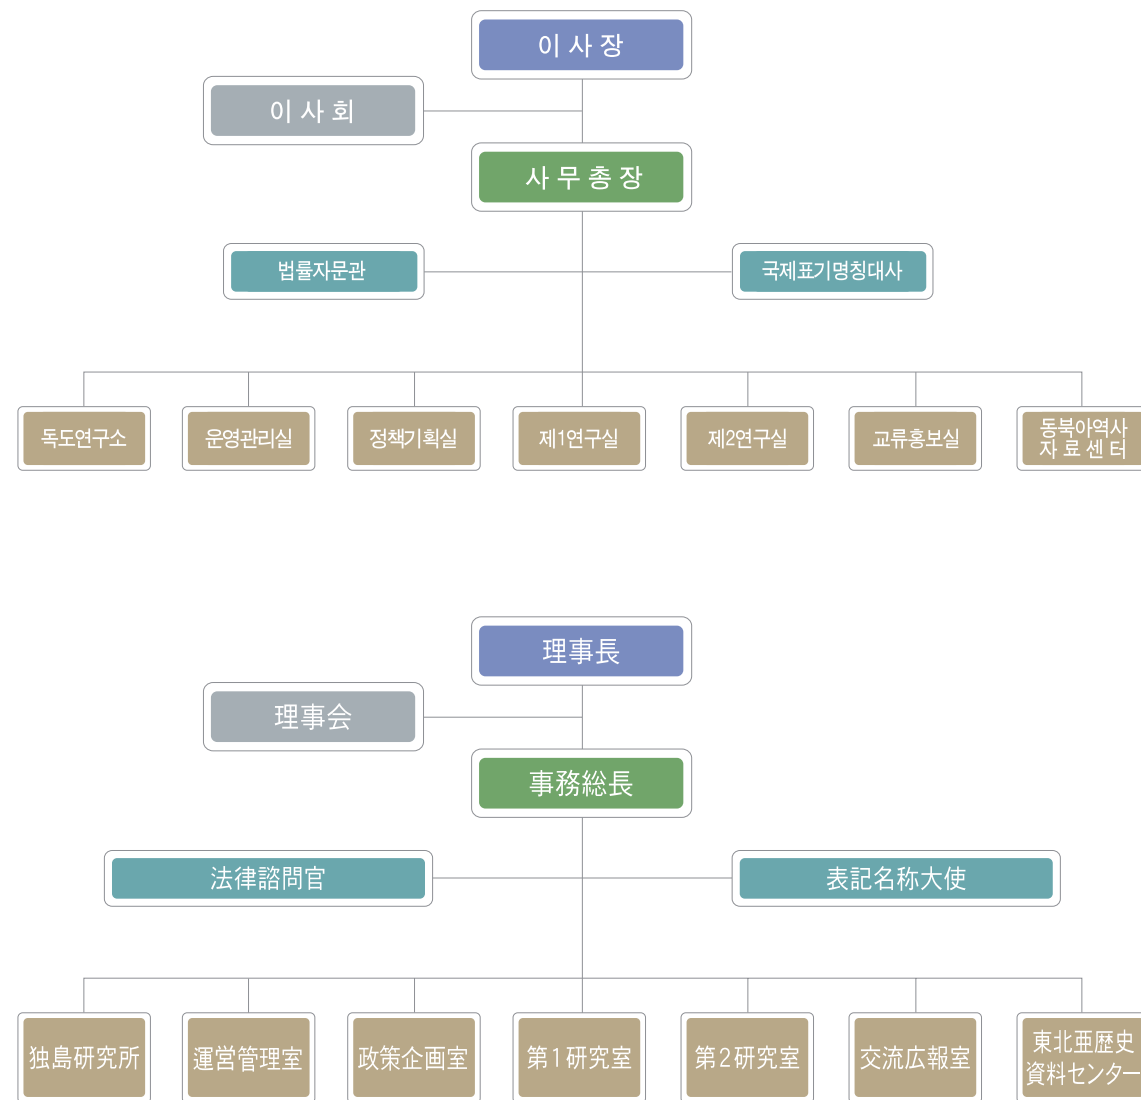 이 사 장
이 사 회
사 무 총 장
법률자문관
국제표기명칭대사
독도연구소
운영관리실
정책기획실
제1연구실
제2연구실
교류홍보실
동북아역사
자 료 센 터
理事長
理事会
事務総長
法律諮問官
表記名称大使
独島研究所
運営管理室
政策企画室
第1研究室
第2研究室
交流広報室
東北亜歴史
資料センター